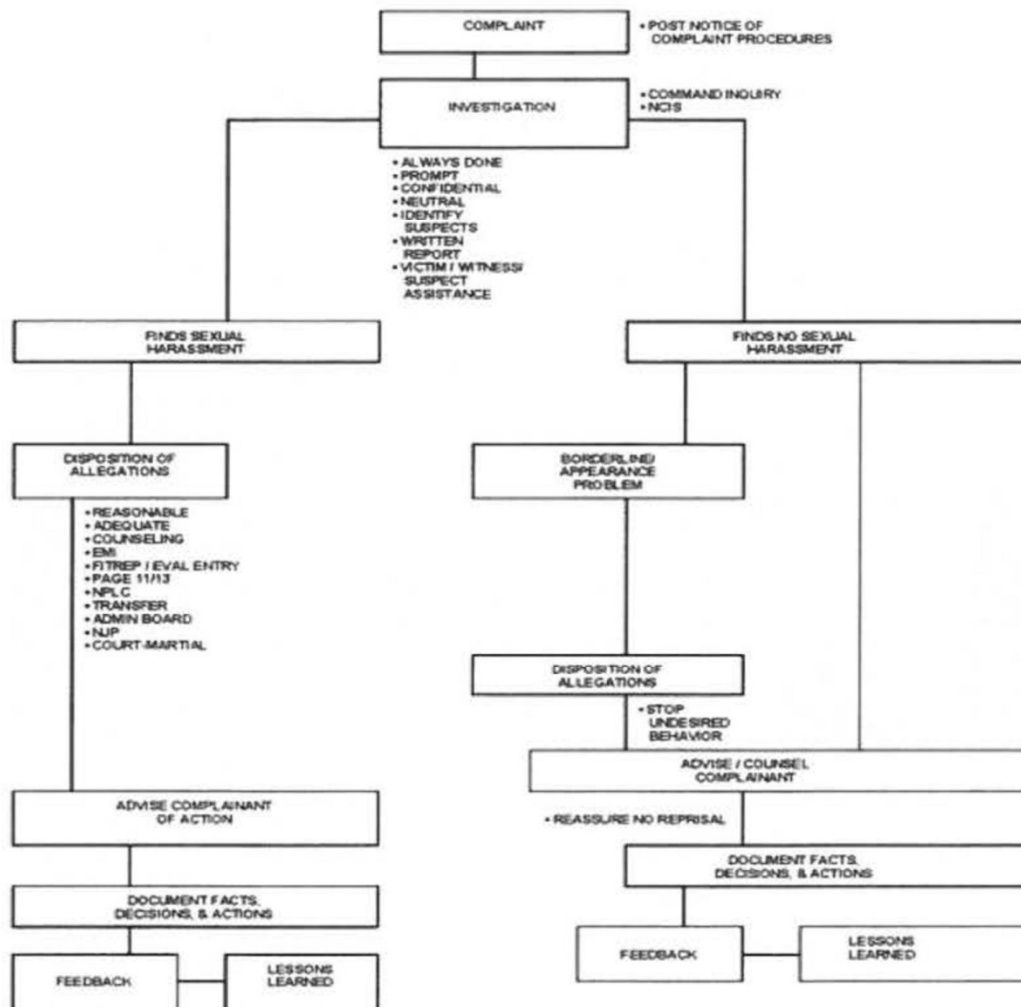 COMPLAINT
• POST NOTICE OF
COMPLAINT PROCEDURES
INVESTIGATION
• COMMAND INQUIRY
• NCIS
• ALWAYS DONE
• PROMPT
• CONFIDENTIAL
• NEUTRAL
• IDENTIFY
SUSPECTS
• WRITTEN
REPORT
• VICTIM / WITNESS/
SUSPECT
ASSISTANCE
FINDS SEXUAL
HARASSMENT
FINDS NO SEXUAL
HARASSMENT
DISPOSITION OF
ALLEGATIONS
• REASONABLE
• ADEQUATE
• COUNSELING
• EMI
• FITREP / EVAL ENTRY
• PAGE 11/13
• NPLC
• TRANSFER
• ADMIN BOARD
• NJP
• COURT-MARTIAL
BORDERLINE/
APPEARANCE
PROBLEM
DISPOSITION OF
ALLEGATIONS
• STOP
UNDESIRED
BEHAVIOR
ADVISE / COUNSEL
COMPLAINANT
ADVISE COMPLAINANT
OF ACTION
• REASSURE NO REPRISAL
DOCUMENT FACTS,
DECISIONS, & ACTIONS
DOCUMENT FACTS,
DECISIONS, & ACTIONS
FEEDBACK
LESSONS
LEARNED
FEEDBACK
LESSONS
LEARNED